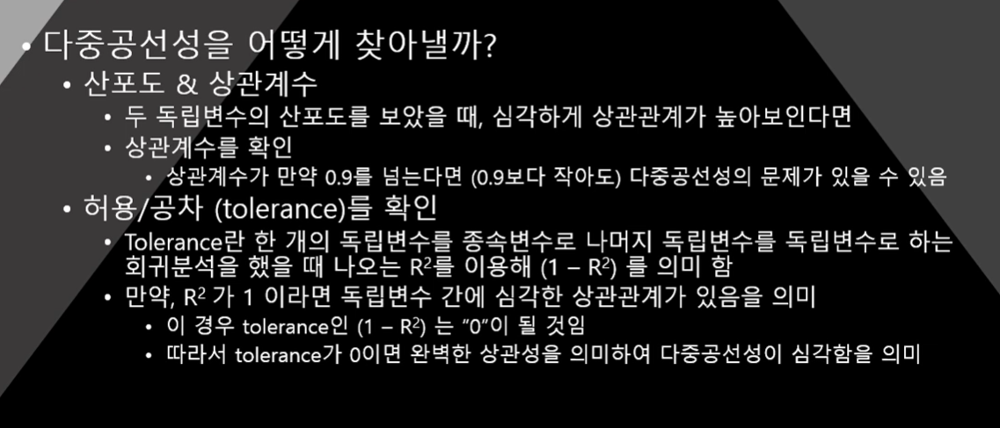 • 다중공선성을 어떻게 찾아낼까?
• 산포도 & 상관계수
• 두 독립변수의 산포도를 보았을 때, 심각하게 상관관계가 높아보인다면
• 상관계수를 확인
• 상관계수가 만약 0.9를 넘는다면 (0.9보다 작아도) 다중공선성의 문제가 있을 수 있음
• 허용/공차 (tolerance)를 확인
• Tolerance란 한 개의 독립변수를 종속변수로 나머지 독립변수를 독립변수로 하는
회귀분석을 했을 때 나오는 R²를 이용해 (1 – R²) 를 의미 함
• 만약, R² 가 1 이라면 독립변수 간에 심각한 상관관계가 있음을 의미
• 이 경우 tolerance인 (1 – R²) 는 “0”이 될 것임
• 따라서 tolerance가 0이면 완벽한 상관성을 의미하여 다중공선성이 심각함을 의미